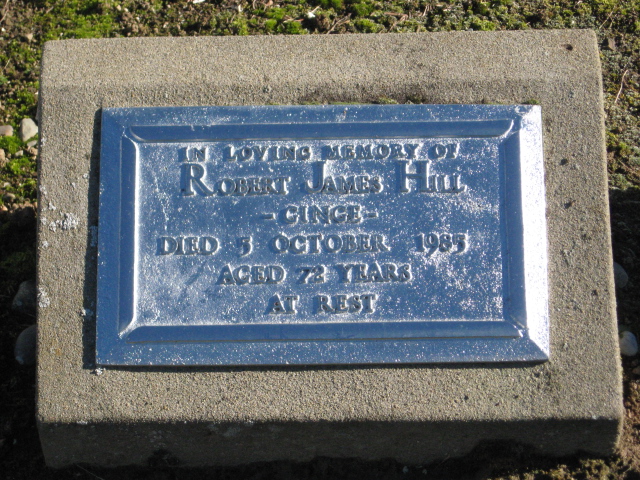 IN LOVING MEMORY OF
ROBERT JAMES HILL
- GINGE -
DIED 5 OCTOBER 1985
AGED 72 YEARS
AT REST